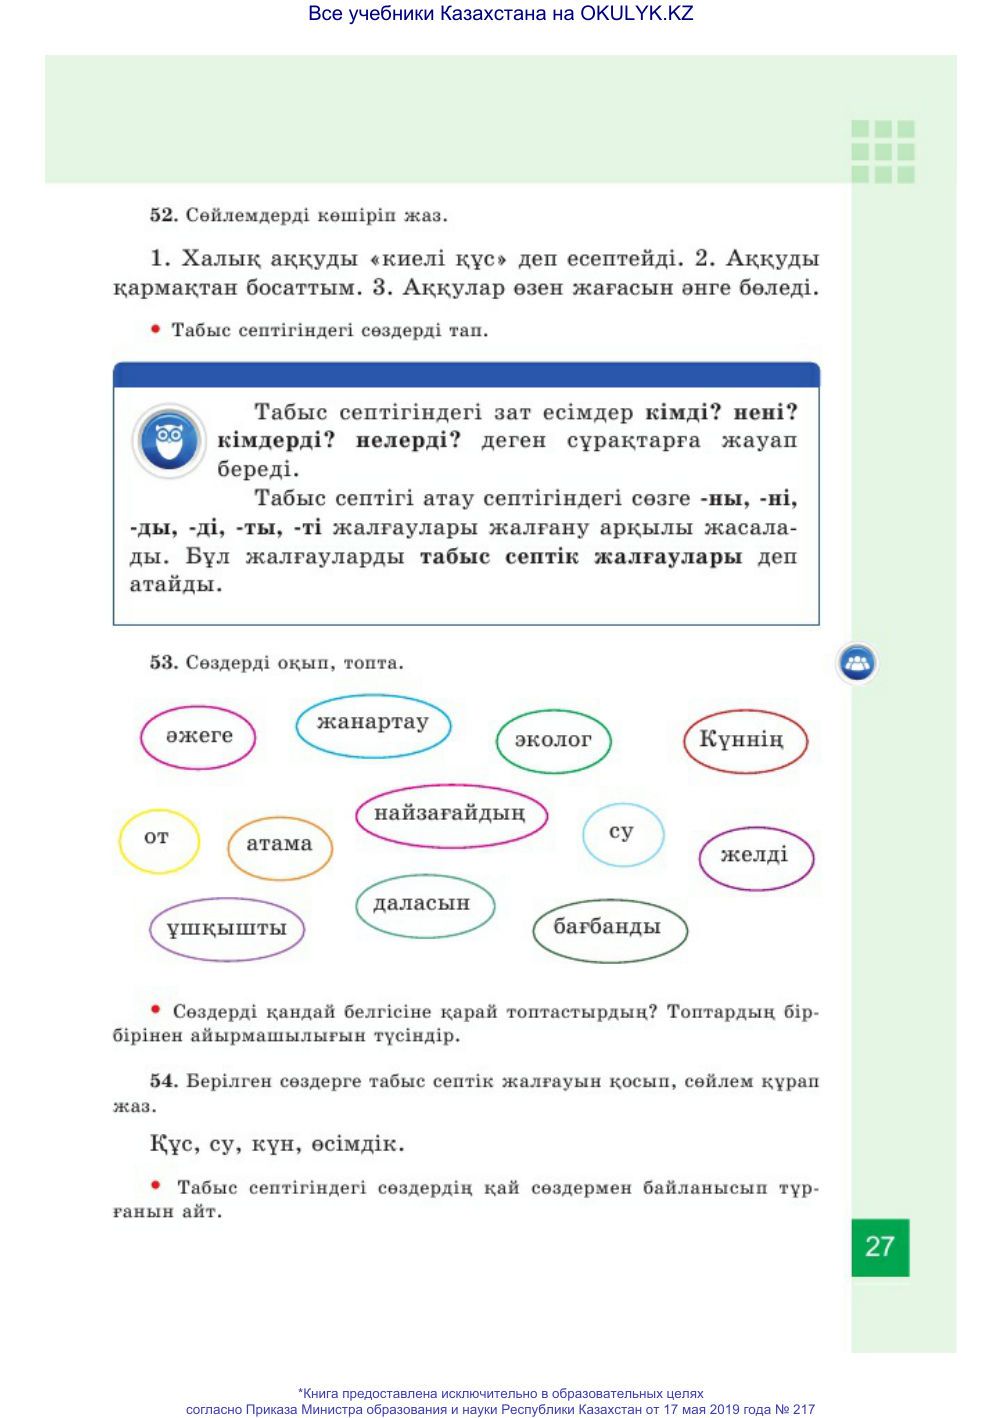 Все учебники Казахстана на OKULYK.KZ
52. Сөйлемдерді көшіріп жаз.
1. Халық аққуды «киелі құс» деп есептейді. 2. Аққуды
қармақтан босаттым. 3. Аққулар өзен жағасын әнге бөледі.
• Табыс септігіндегі сөздерді тап.
Табыс септігіндегі зат есімдер кімді? нені?
кімдерді? нелерді? деген сұрақтарға жауап
береді.
Табыс септігі атау септігіндегі сөзге -ны, -ні,
-ды, -ді, -ты, -ті жалғаулары жалғану арқылы жасала-
ды. Бұл жалғауларды табыс септік жалғаулары деп
атайды.
53. Сөздерді оқып, топта.
әжеге
жанартау
эколог
Күннің
от
атама
найзағайдың
су
желді
ұшқышты
даласын
бағбанды
• Сөздерді қандай белгісіне қарай топтастырдың? Топтардың бір-
бірінен айырмашылығын түсіндір.
54. Берілген сөздерге табыс септік жалғауын қосып, сөйлем құрап
жаз.
Құс, су, күн, өсімдік.
• Табыс септігіндегі сөздердің қай сөздермен байланысып тұр-
ғанын айт.
27
*Книга предоставлена исключительно в образовательных целях
согласно Приказа Министра образования и науки Республики Казахстан от 17 мая 2019 года № 217